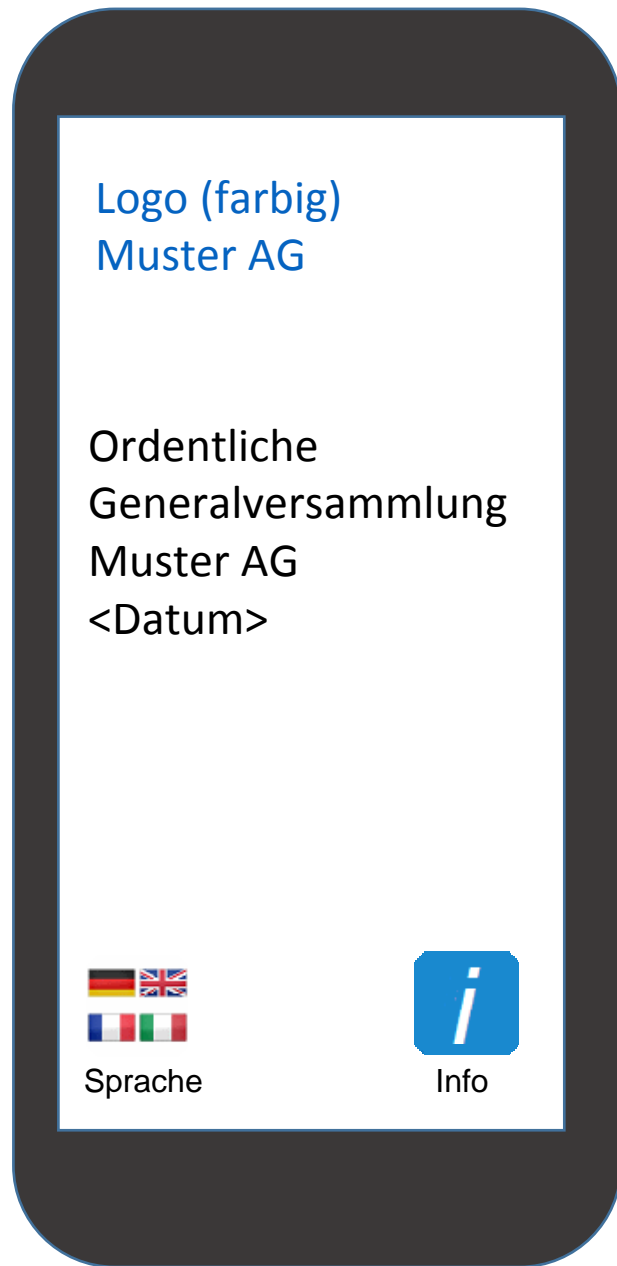 Logo (farbig)
Muster AG
Ordentliche
Generalversammlung
Muster AG
<Datum>
i
Sprache
Info